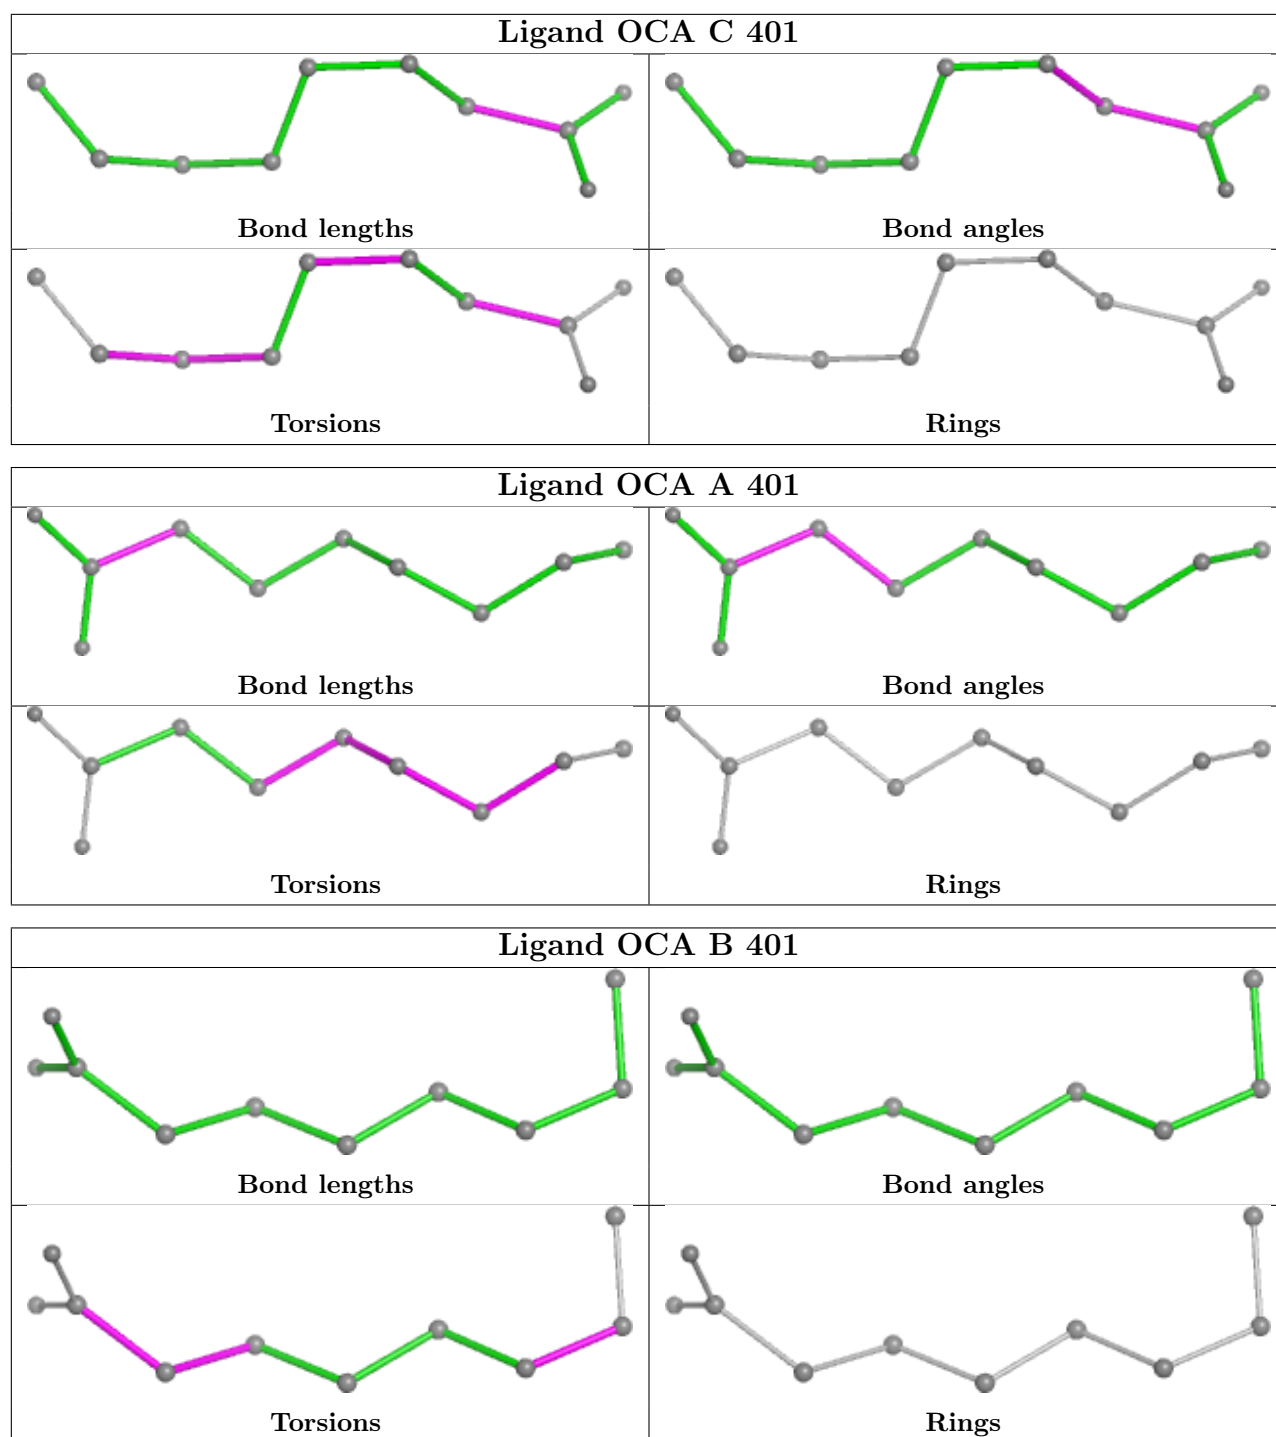 Ligand OCA C 401
Bond lengths
Bond angles
Torsions
Rings
Ligand OCA A 401
Bond lengths
Bond angles
Torsions
Rings
Ligand OCA B 401
Bond lengths
Bond angles
Torsions
Rings